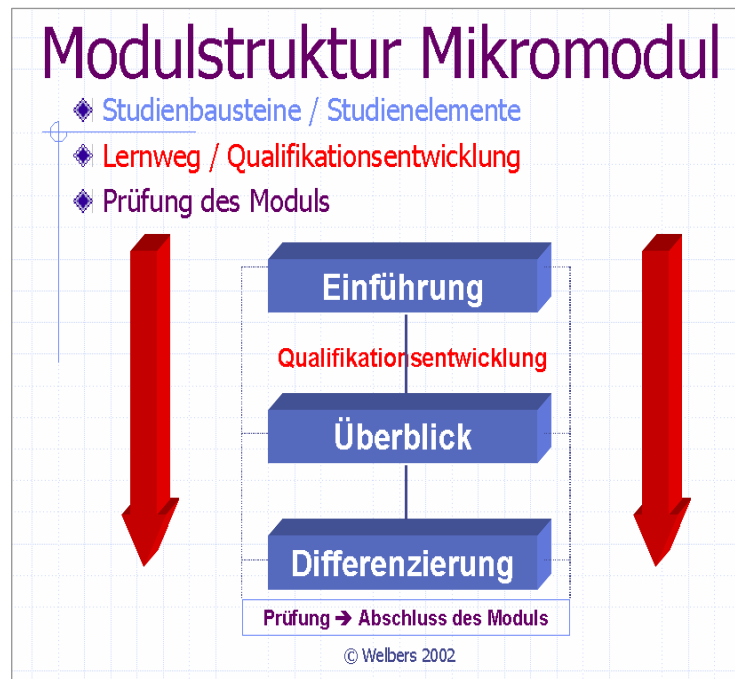 Modulstruktur Mikromodul
Studienbausteine / Studienelemente
Lernweg / Qualifikationsentwicklung
Prüfung des Moduls
Einführung
Qualifikationsentwicklung
Überblick
Differenzierung
Prüfung ➔ Abschluss des Moduls
© Welbers 2002